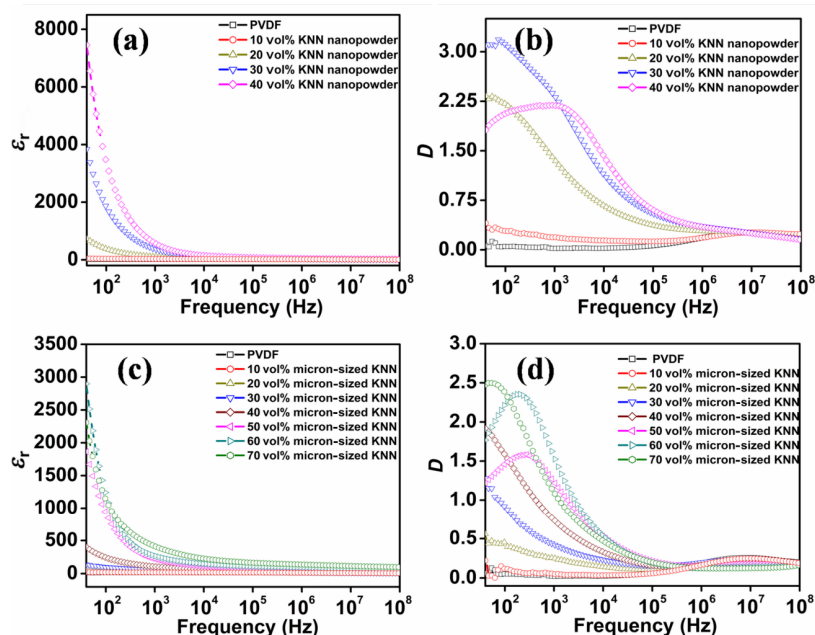 (a)
PVDF
10 vol% KNN nanopowder
20 vol% KNN nanopowder
30 vol% KNN nanopowder
40 vol% KNN nanopowder
8000
6000
4000
2000
0
εr
10² 10³ 10⁴ 10⁵ 10⁶ 10⁷ 10⁸
Frequency (Hz)
(b)
PVDF
10 vol% KNN nanopowder
20 vol% KNN nanopowder
30 vol% KNN nanopowder
40 vol% KNN nanopowder
3.00
2.25
1.50
0.75
0.00
D
10² 10³ 10⁴ 10⁵ 10⁶ 10⁷ 10⁸
Frequency (Hz)
(c)
PVDF
10 vol% micron-sized KNN
20 vol% micron-sized KNN
30 vol% micron-sized KNN
40 vol% micron-sized KNN
50 vol% micron-sized KNN
60 vol% micron-sized KNN
70 vol% micron-sized KNN
3500
3000
2500
2000
1500
1000
500
0
εr
10² 10³ 10⁴ 10⁵ 10⁶ 10⁷ 10⁸
Frequency (Hz)
(d)
PVDF
10 vol% micron-sized KNN
20 vol% micron-sized KNN
30 vol% micron-sized KNN
40 vol% micron-sized KNN
50 vol% micron-sized KNN
60 vol% micron-sized KNN
70 vol% micron-sized KNN
3.0
2.5
2.0
1.5
1.0
0.5
0.0
D
10² 10³ 10⁴ 10⁵ 10⁶ 10⁷ 10⁸
Frequency (Hz)